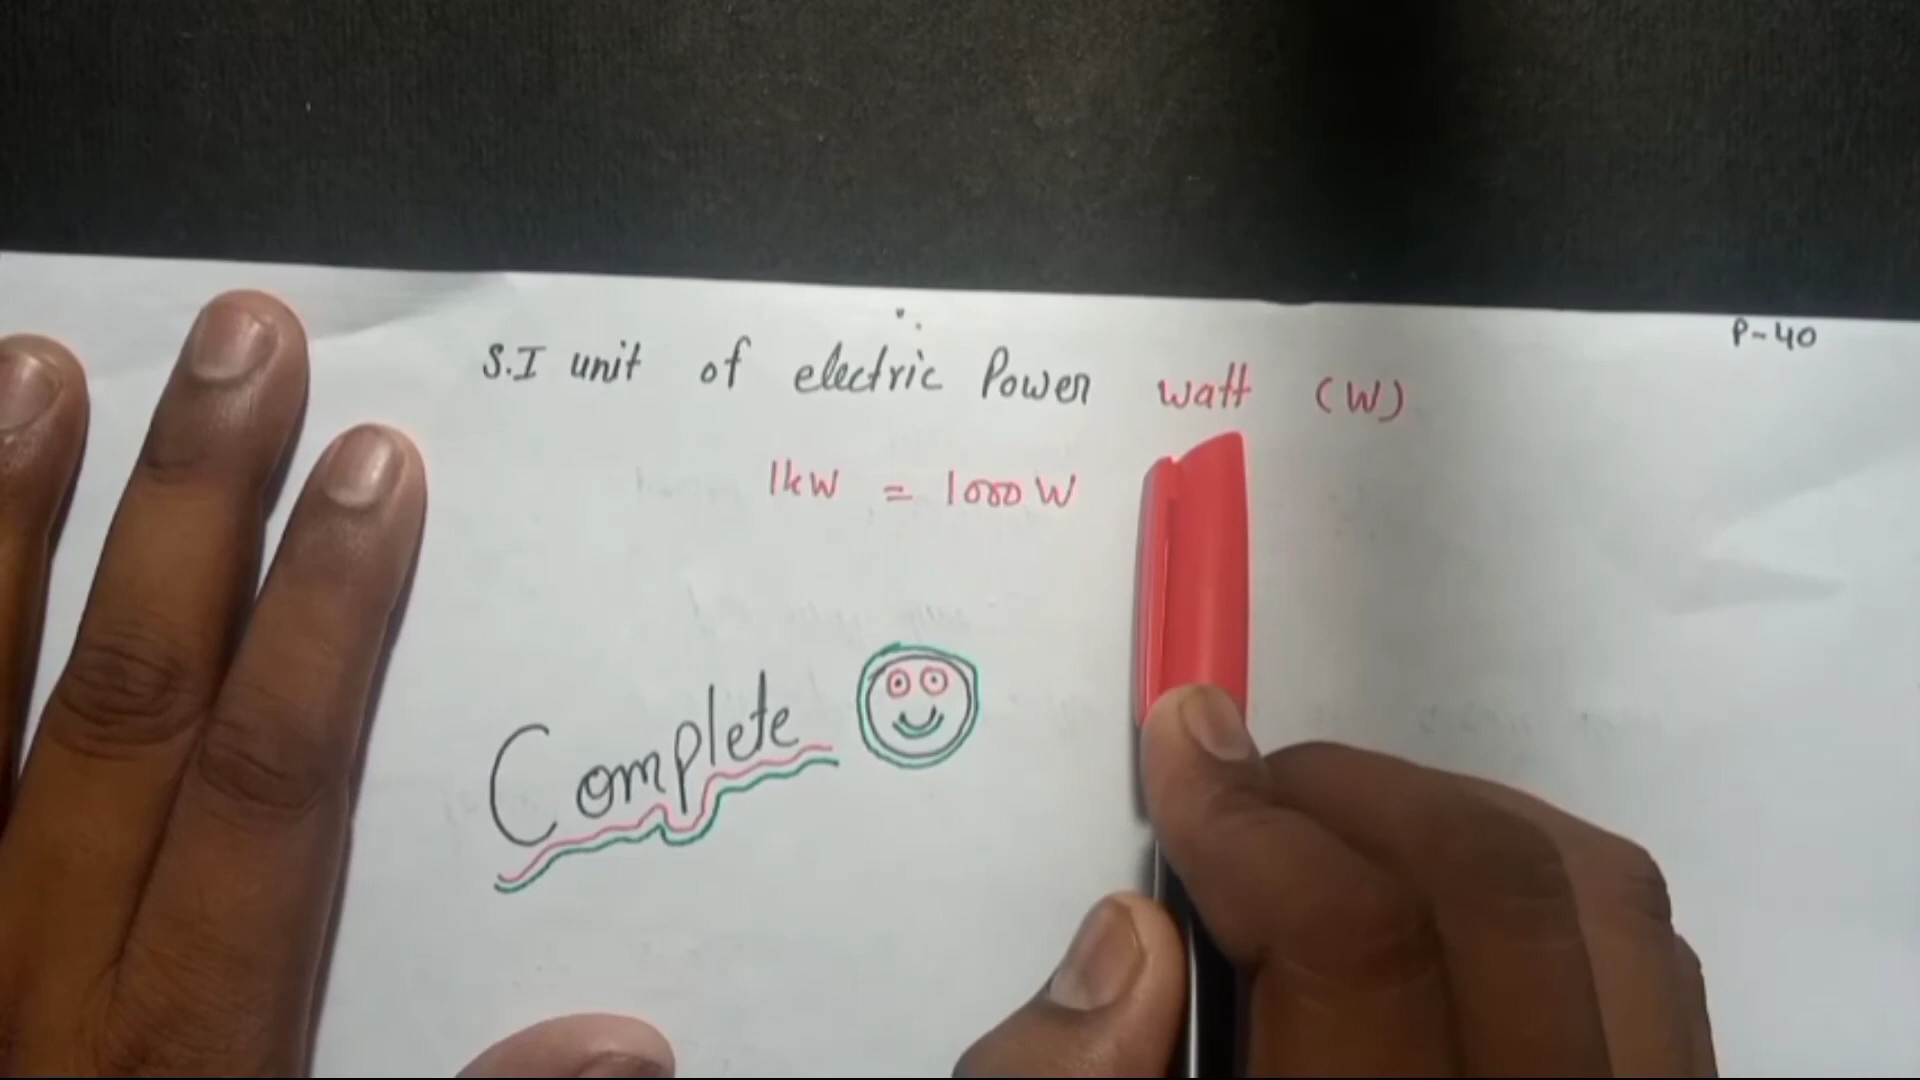 P-40
S.I unit of electric Power watt (W)
1kW = 1000 W
Complete